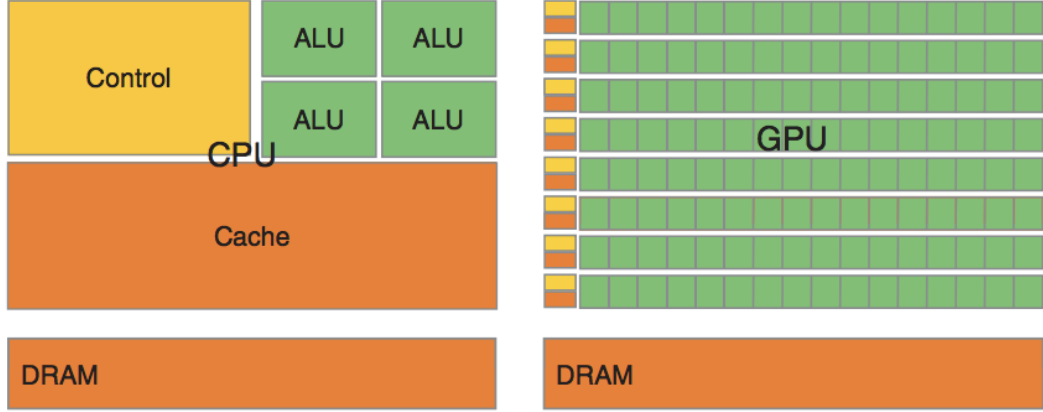 Control
ALU ALU
ALU ALU
CPU
Cache
DRAM
GPU
DRAM